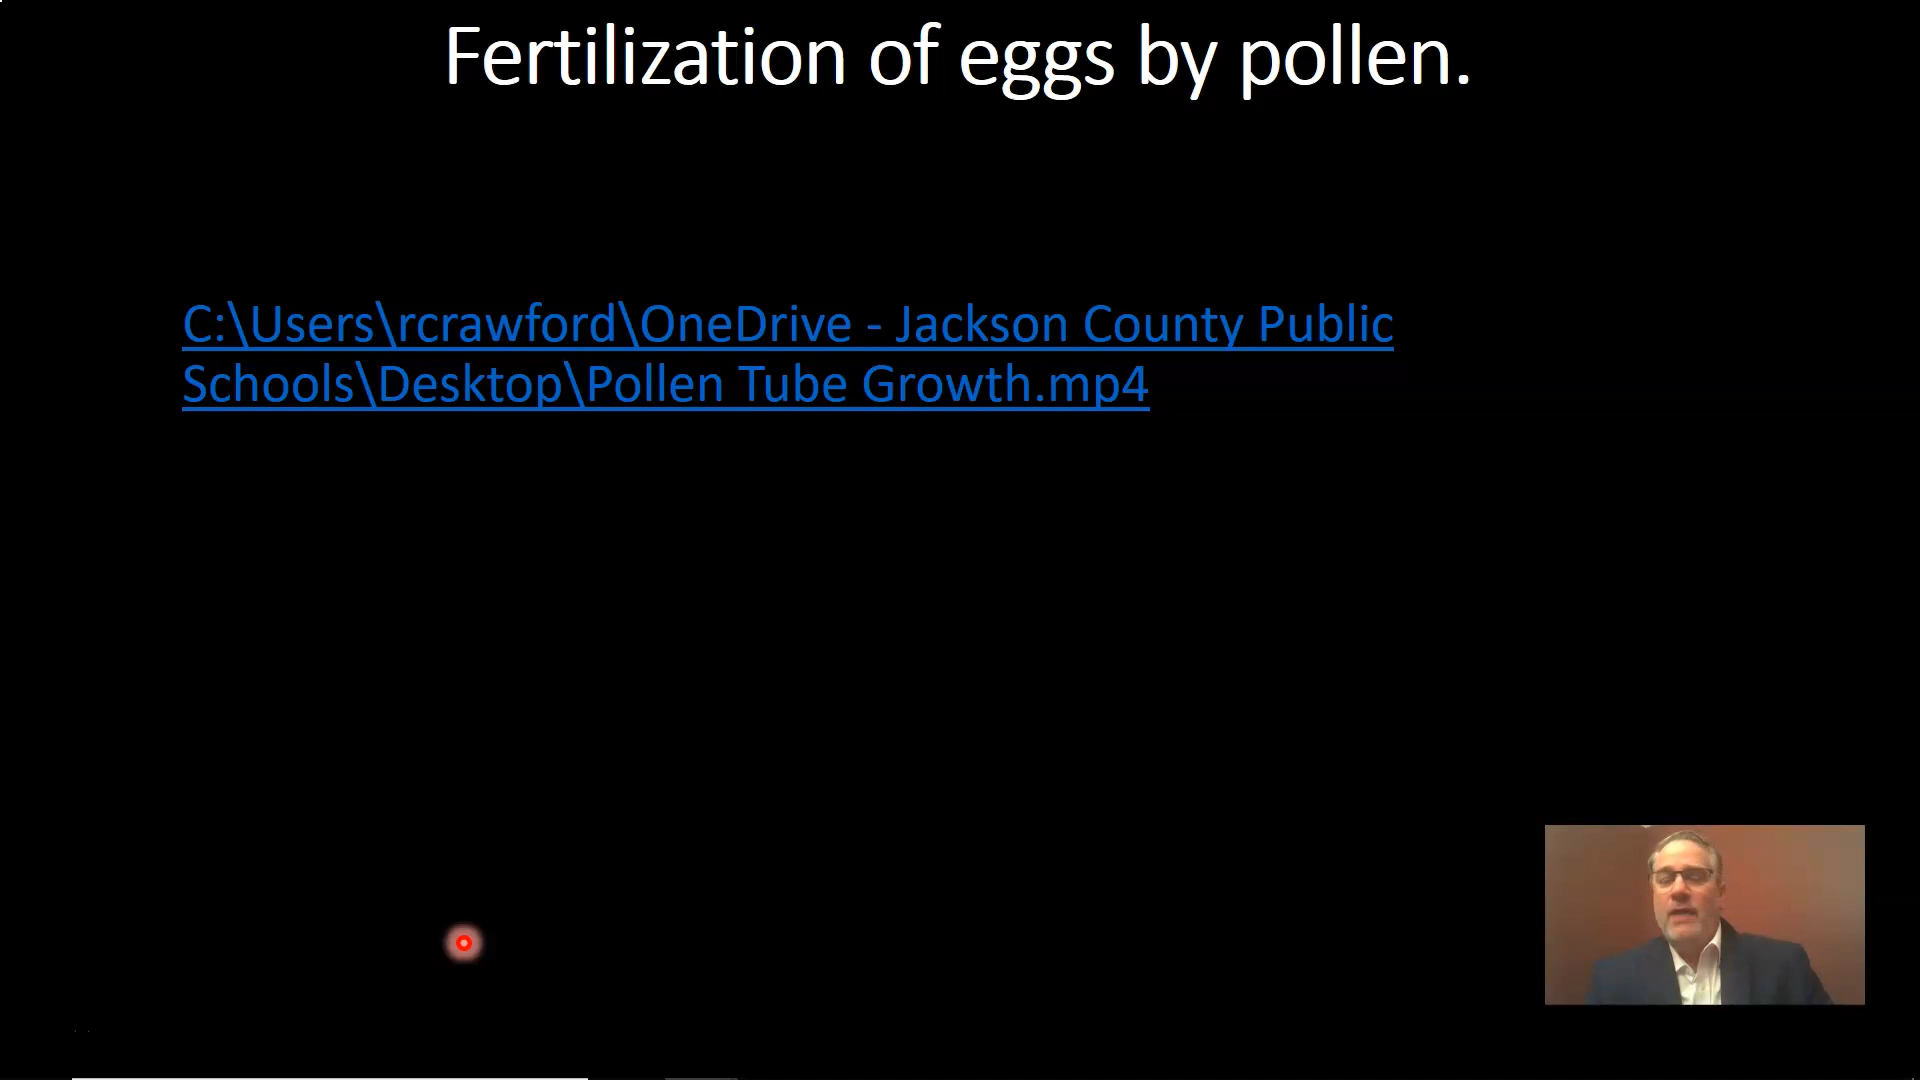 Fertilization of eggs by pollen.
C:\Users\rcrawford\OneDrive - Jackson County Public
Schools\Desktop\Pollen Tube Growth.mp4